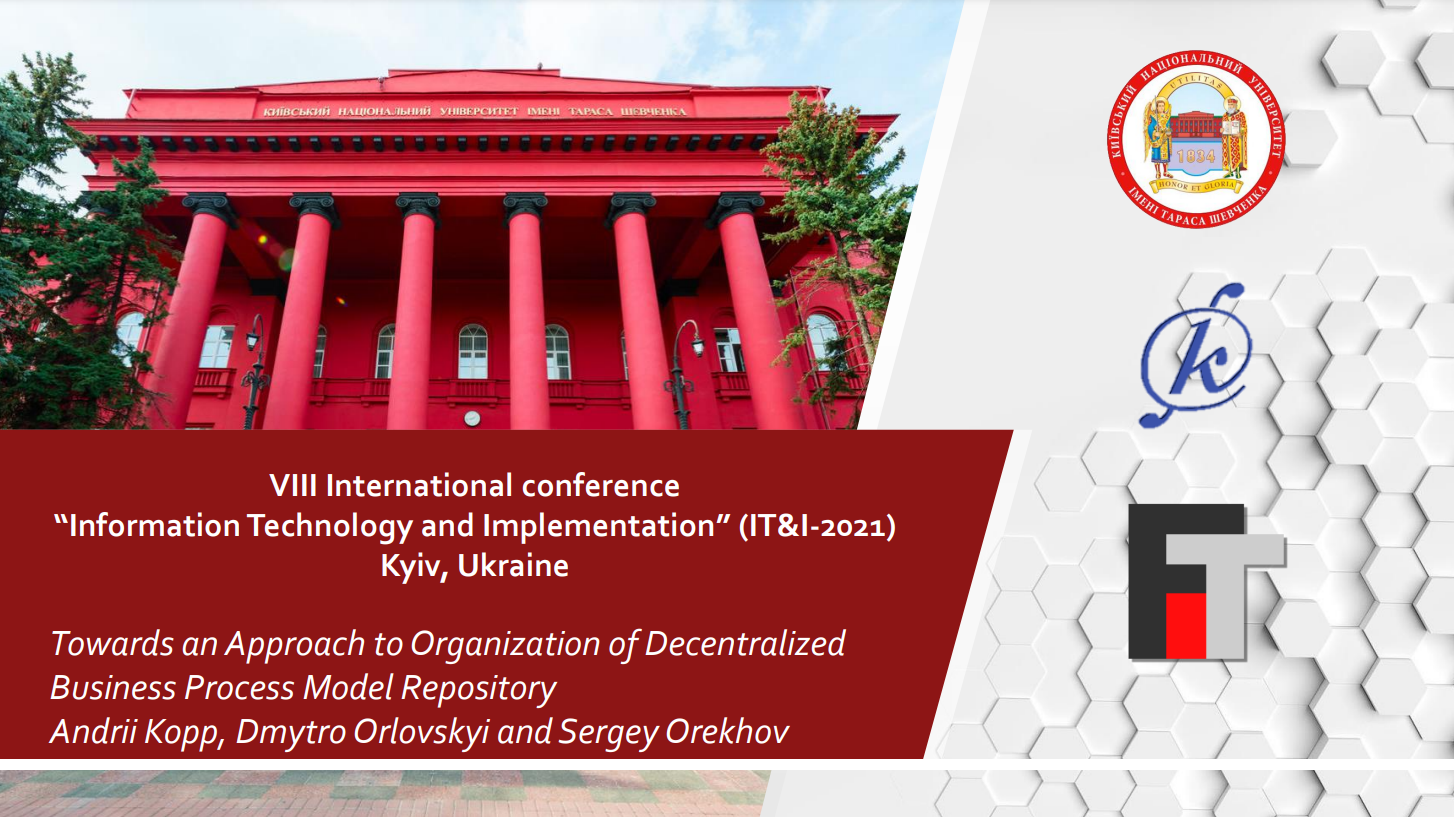 КИЇВСЬКИЙ НАЦІОНАЛЬНИЙ УНІВЕРСИТЕТ ІМЕНІ ТАРАСА ШЕВЧЕНКА
КИЇВСЬКИЙ НАЦІОНАЛЬНИЙ УНІВЕРСИТЕТ
ІМЕНІ ТАРАСА ШЕВЧЕНКА
UTILITAS
1834
HONOR ET GLORIA
k
FIT
VIII International conference
“Information Technology and Implementation” (IT&I-2021)
Kyiv, Ukraine
Towards an Approach to Organization of Decentralized
Business Process Model Repository
Andrii Kopp, Dmytro Orlovskyi and Sergey Orekhov